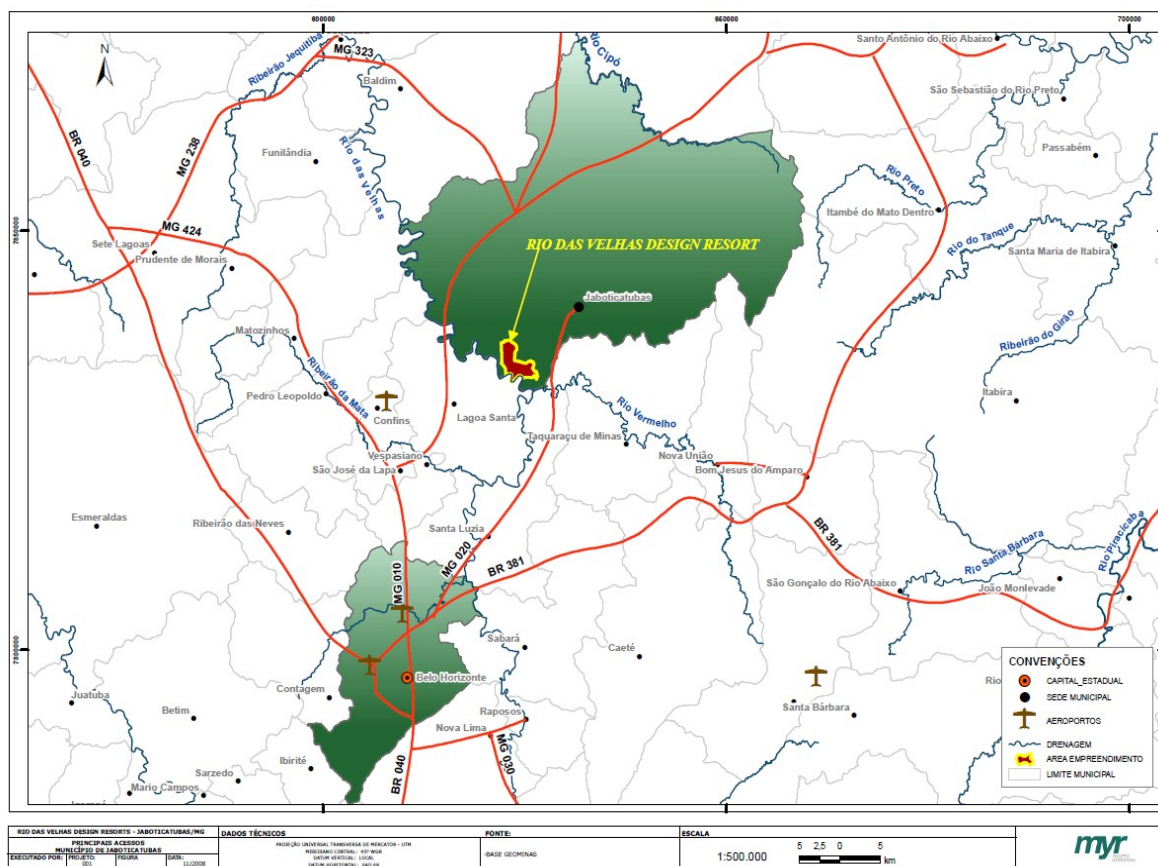 600000
660000
700000
N
MG 323
Santo Antônio do Rio Abaixo
Ribeirão Jequitibá
Rio Cipó
Baldim
São Sebastião do Rio Preto
BR 040
MG 238
Rio das Velhas
Funilândia
Passabém
Rio Preto
Itambé do Mato Dentro
7850000
MG 424
Sete Lagoas
Prudente de Morais
RIO DAS VELHAS DESIGN RESORT
Rio do Tanque
Santa Maria de Itabira
Jaboticatubas
Matozinhos
Ribeirão do Girão
Ribeirão da Mata
Pedro Leopoldo
Confins
Lagoa Santa
Itabira
Rio Vermelho
Taquaraçu de Minas
Vespasiano
São José da Lapa
Nova União
Bom Jesus do Amparo
Esmeraldas
Ribeirão das Neves
Santa Luzia
MG 020
BR 381
BR 381
MG 010
Rio Santa Bárbara
Rio Piracicaba
São Gonçalo do Rio Abaixo
João Monlevade
7800000
Sabará
Caeté
Belo Horizonte
Juatuba
Contagem
Betim
Raposos
Nova Lima
Santa Bárbara
Rio
MG 030
BR 040
Ibirité
Sarzedo
Mario Campos
CONVENÇÕES
CAPITAL_ESTADUAL
SEDE MUNICIPAL
AEROPORTOS
DRENAGEM
AREA EMPREENDIMENTO
LIMITE MUNICIPAL
RIO DAS VELHAS DESIGN RESORTS - JABOTICATUBAS/MG
PRINCIPAIS ACESSOS
MUNICÍPIO DE JABOTICATUBAS
EXECUTADO POR:
PROJETO:
001
FIGURA
DATA:
11/2008
DADOS TÉCNICOS
PROJEÇÃO UNIVERSAL TRANSVERSA DE MERCATOR - UTM
DATUM VERTICAL: LOCAL
FONTE:
-BASE GEOMINAS
ESCALA
1:500.000
5 2,5 0 5
km
myr